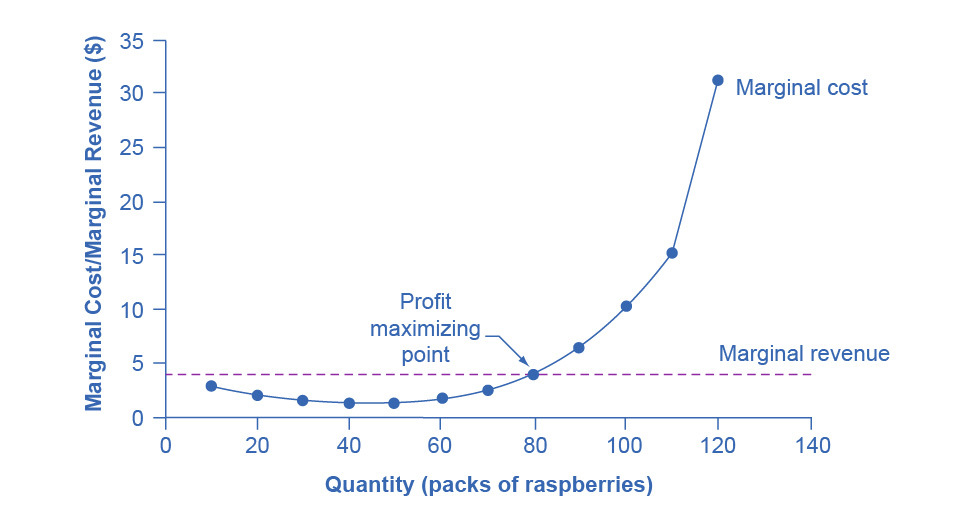 Marginal Cost/Marginal Revenue ($)
35
30
25
20
15
10
5
0
Marginal cost
Profit
maximizing
point
Marginal revenue
0 20 40 60 80 100 120 140
Quantity (packs of raspberries)